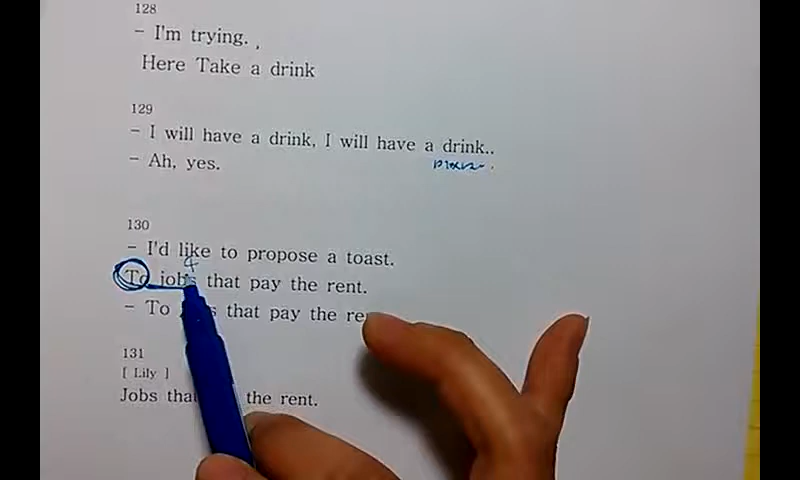 128
- I'm trying.
Here Take a drink
129
- I will have a drink, I will have a drink..
- Ah, yes.
130
- I'd like to propose a toast.
To jobs that pay the rent.
- To that pay the
131
[ Lily ]
Jobs the rent.